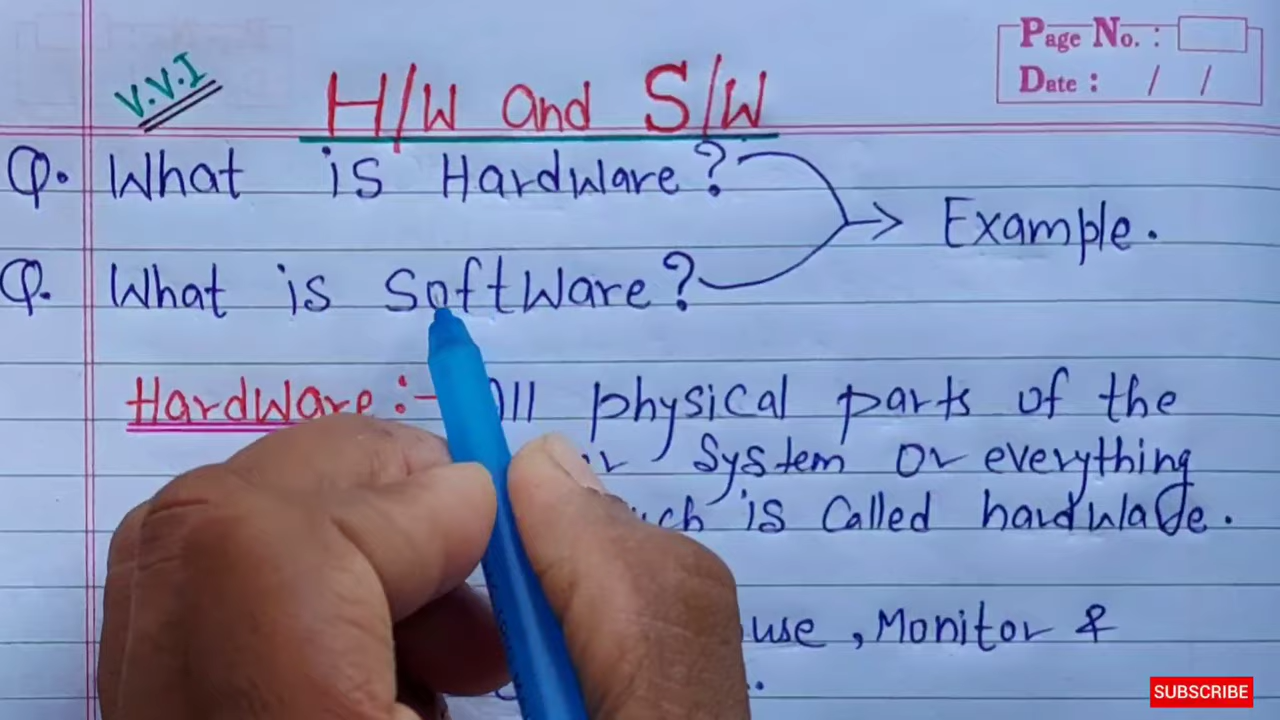 Page No. :
Date : / /
V.V.I
H/W and S/W
Q. What is Hardware?
Example.
Q. What is Software?
Hardware :- All physical parts of the
System or everything
is called hardware.
, Monitor &
SUBSCRIBE